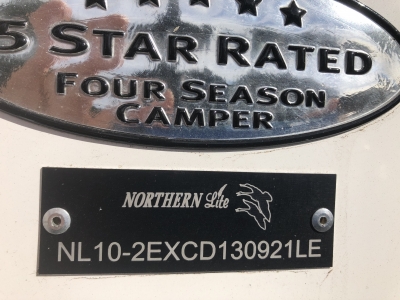 5 STAR RATED
FOUR SEASON
CAMPER
NORTHERN Lite
NL10-2EXCD130921LE